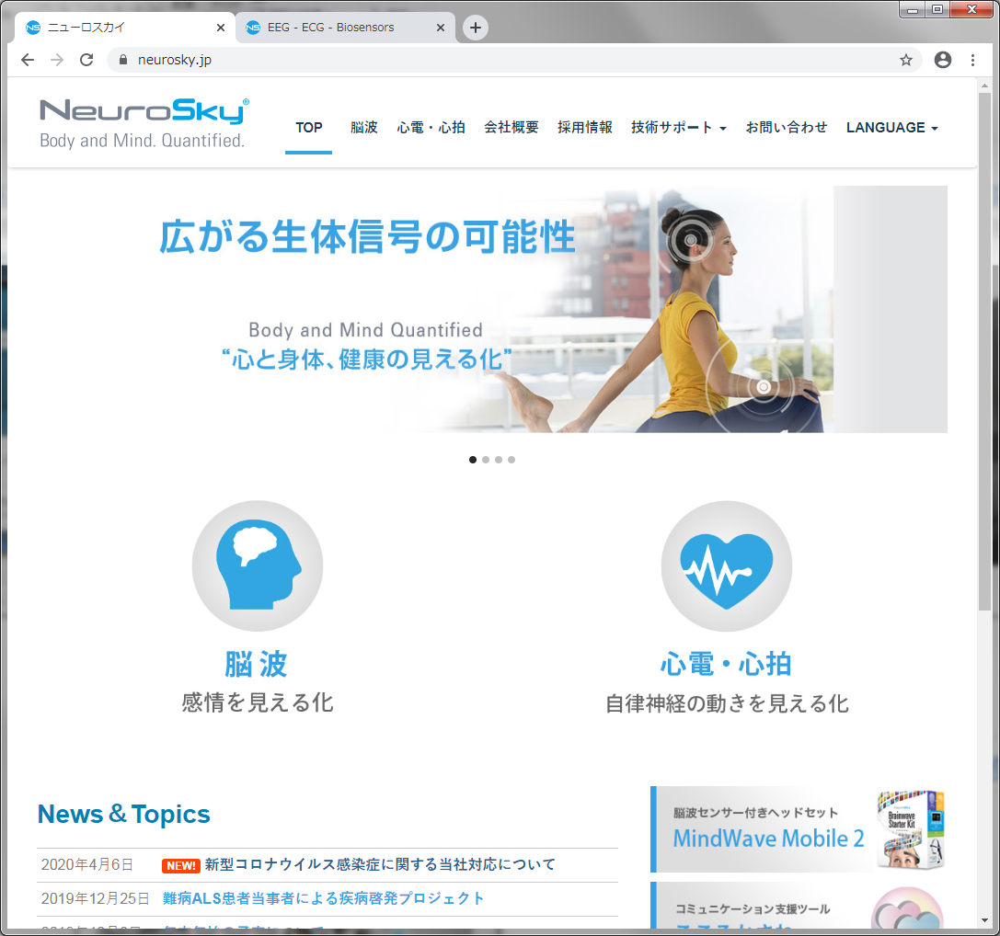 ニューロスカイ
EEG - ECG - Biosensors
neurosky.jp
NeuroSky®
Body and Mind. Quantified.
TOP 脳波 心電・心拍 会社概要 採用情報 技術サポート お問い合わせ LANGUAGE
広がる生体信号の可能性
Body and Mind Quantified
“心と身体、健康の見える化”
脳波
感情を見える化
心電・心拍
自律神経の動きを見える化
News & Topics
2020年4月6日 NEW! 新型コロナウイルス感染症に関する当社対応について
2019年12月25日 難病ALS患者当事者による疾病啓発プロジェクト
脳波センサー付きヘッドセット
MindWave Mobile 2
Brainwave
Starter Kit
コミュニケーション支援ツール